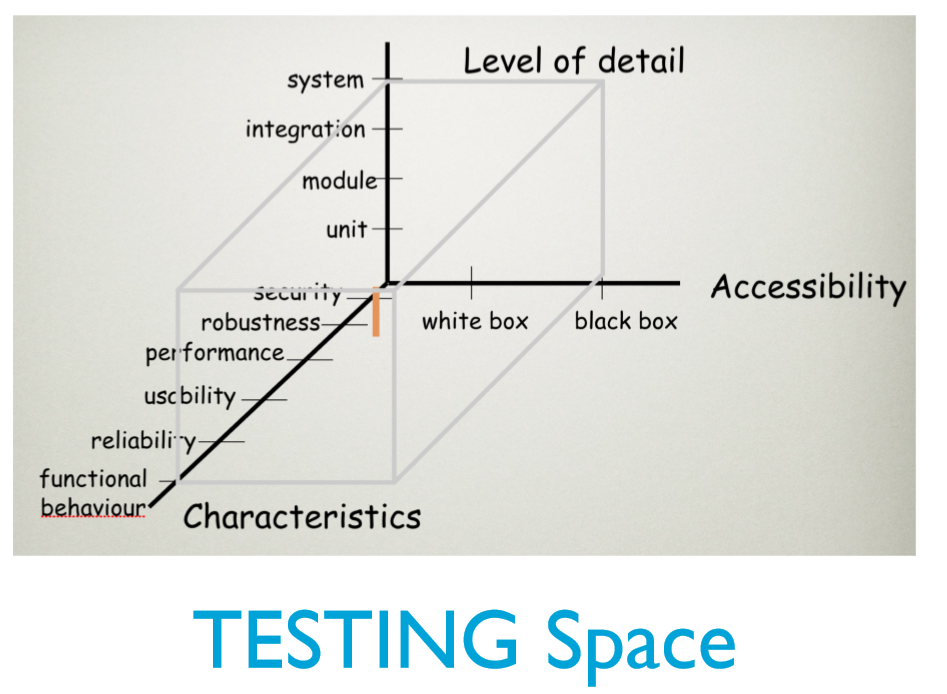 Level of detail
system
integration
module
unit
Accessibility
security
robustness
white box
black box
performance
usability
reliability
functional
behaviour
Characteristics
TESTING Space